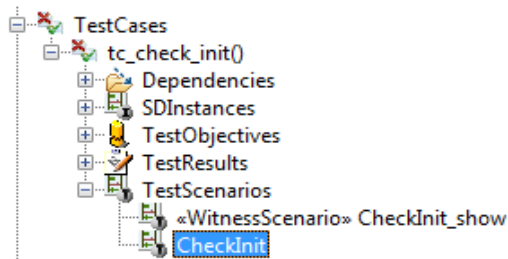 TestCases
tc_check_init()
Dependencies
SDInstances
TestObjectives
TestResults
TestScenarios
«WitnessScenario» CheckInit_show
CheckInit